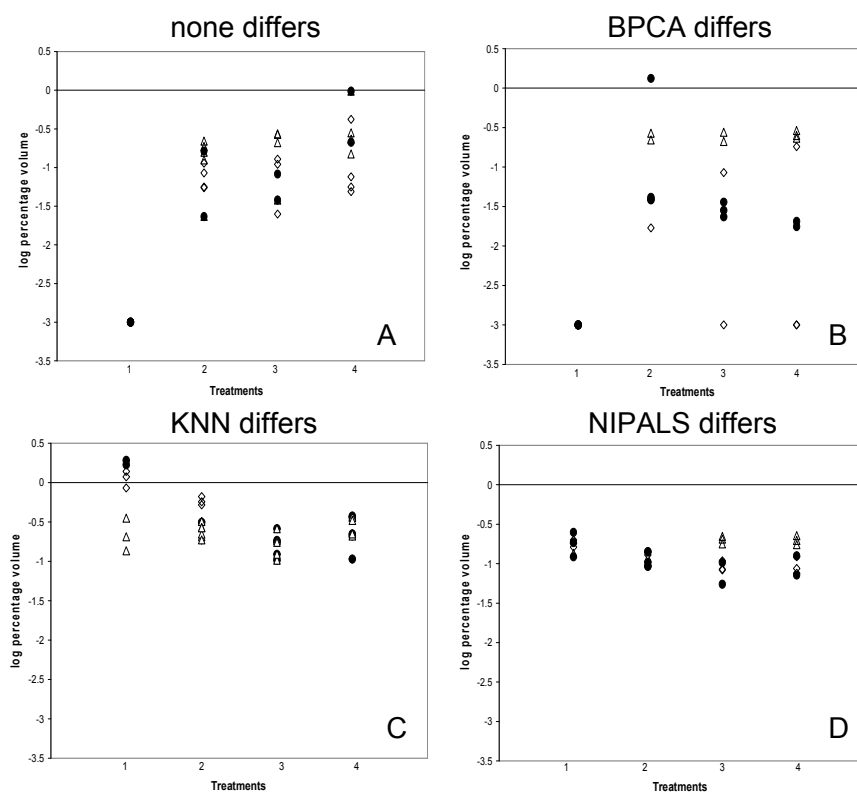 none differs
0.5
0
-0.5
-1
-1.5
-2
-2.5
-3
-3.5
log percentage volume
1 2 3 4
Treatments
A
BPCA differs
0.5
0
-0.5
-1
-1.5
-2
-2.5
-3
-3.5
log percentage volume
1 2 3 4
Treatments
B
KNN differs
0.5
0
-0.5
-1
-1.5
-2
-2.5
-3
-3.5
log percentage volume
1 2 3 4
Treatments
C
NIPALS differs
0.5
0
-0.5
-1
-1.5
-2
-2.5
-3
-3.5
log percentage volume
1 2 3 4
Treatments
D